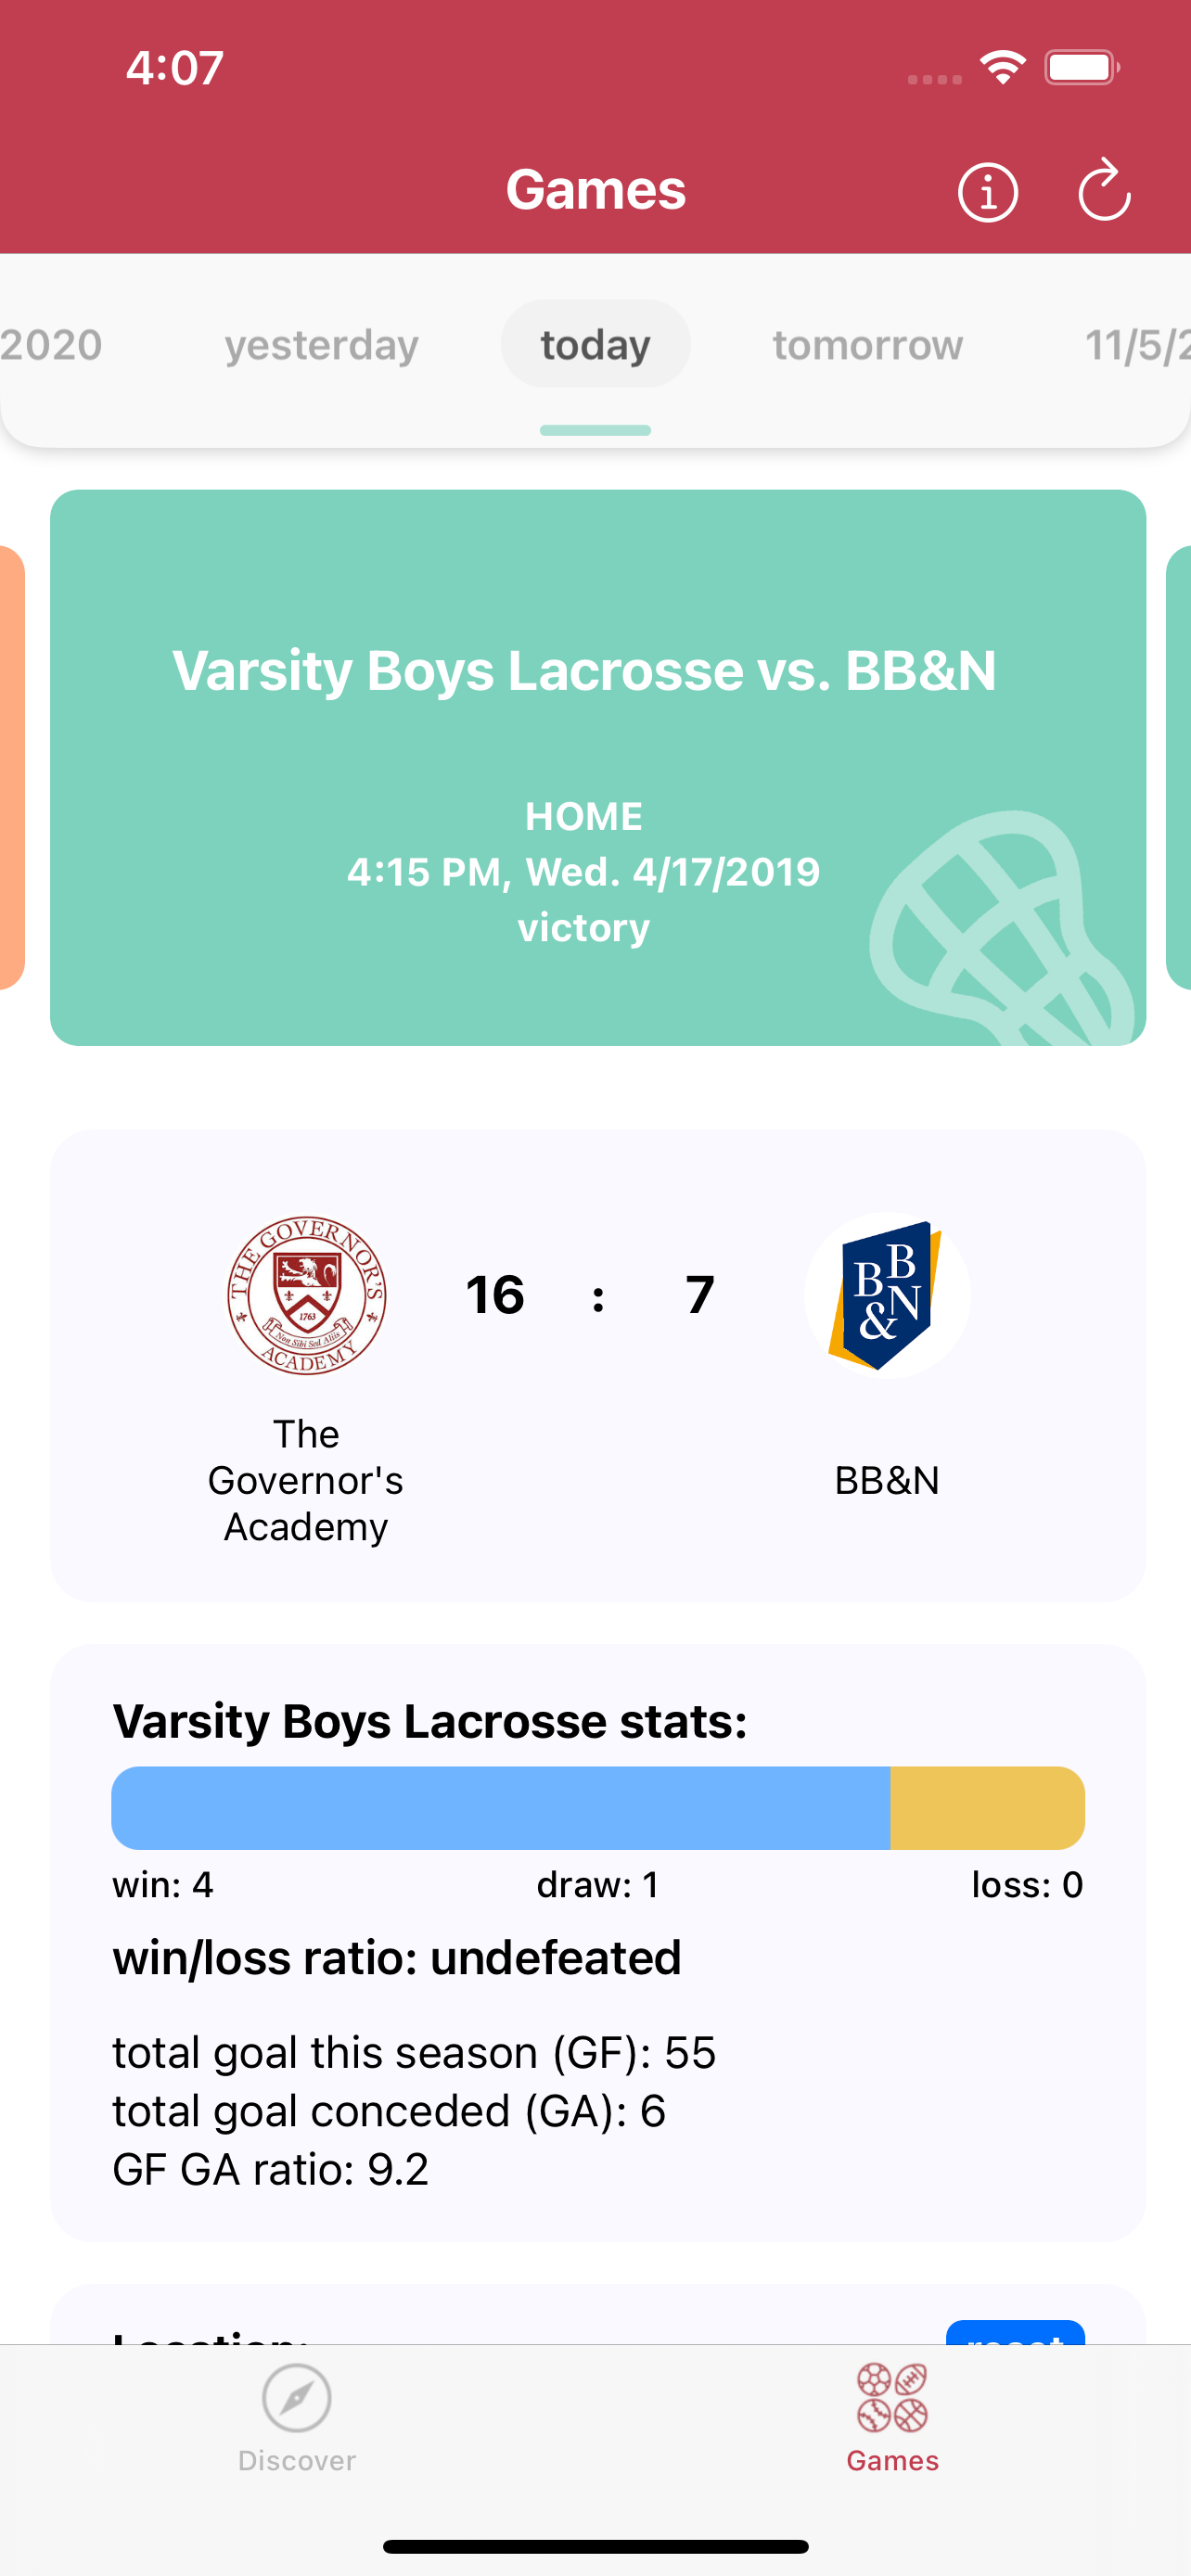 4:07
Games
2020
yesterday
today
tomorrow
11/5/2
Varsity Boys Lacrosse vs. BB&N
HOME
4:15 PM, Wed. 4/17/2019
victory
THE GOVERNOR'S
1763
Non Sibi Sed Aliis
ACADEMY
16 : 7
B B
& N
The
Governor's
Academy
BB&N
Varsity Boys Lacrosse stats:
win: 4
draw: 1
loss: 0
win/loss ratio: undefeated
total goal this season (GF): 55
total goal conceded (GA): 6
GF GA ratio: 9.2
Location:
reset
Discover
Games